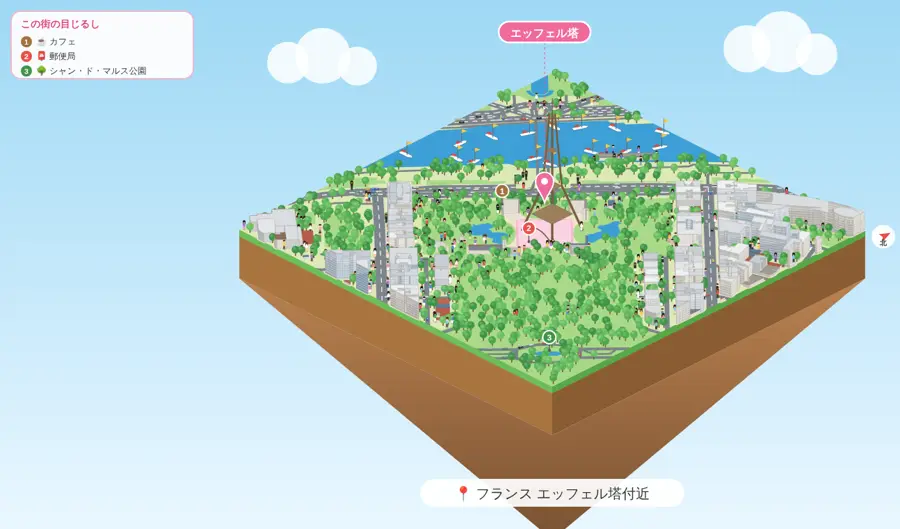 この街の目じるし
1 カフェ
2 郵便局
3 シャン・ド・マルス公園
エッフェル塔
1
2
3
北
フランス エッフェル塔付近